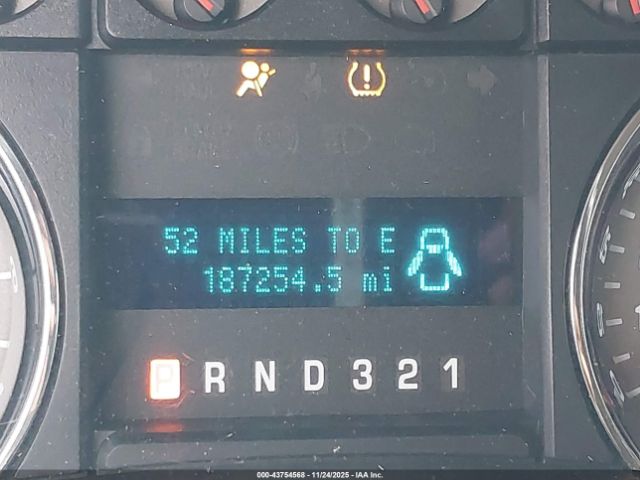 52 MILES TO E
187254.5 mi
P R N D 3 2 1
000-43754568 - 11/24/2025 - © IAA Inc.